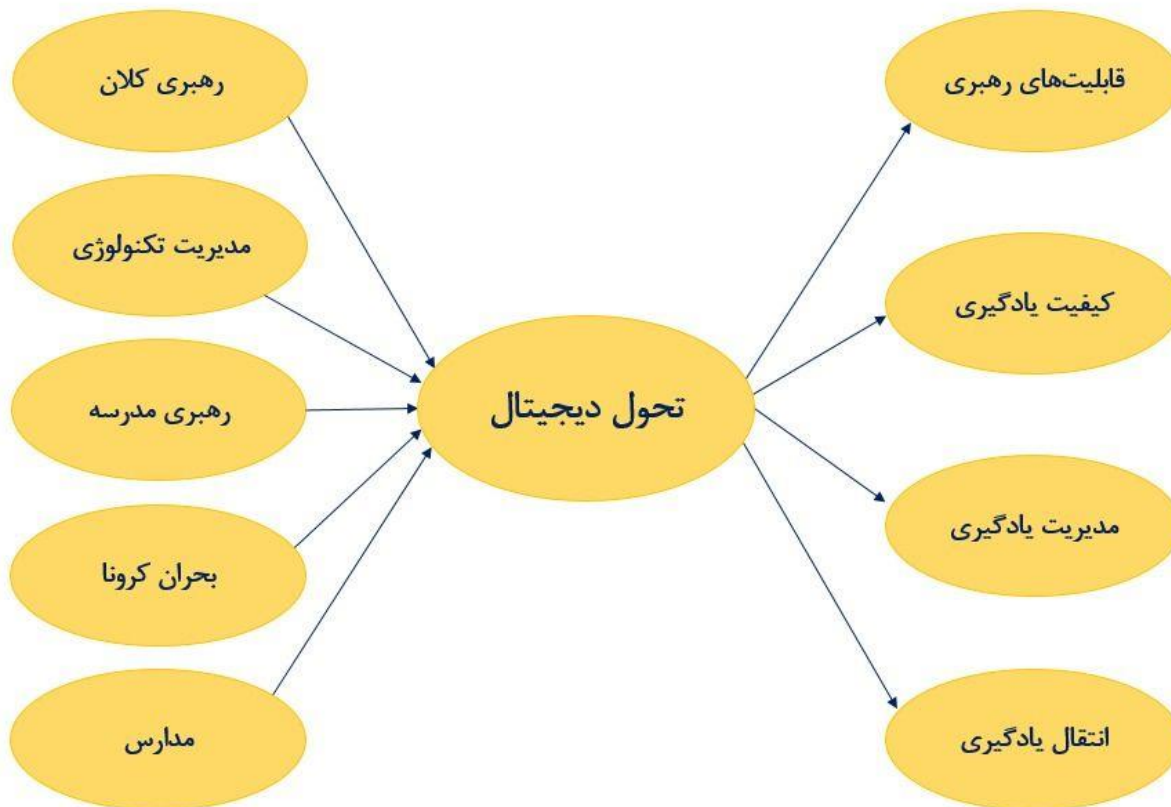 رهبری کلان
مدیریت تکنولوژی
رهبری مدرسه
بحران کرونا
مدارس
تحول دیجیتال
قابلیت‌های رهبری
کیفیت یادگیری
مدیریت یادگیری
انتقال یادگیری